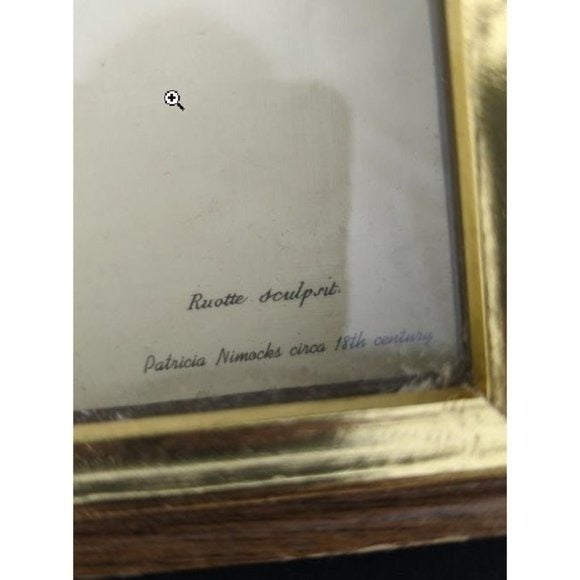 Ruotte sculpsit.
Patricia Nimocks circa 18th century